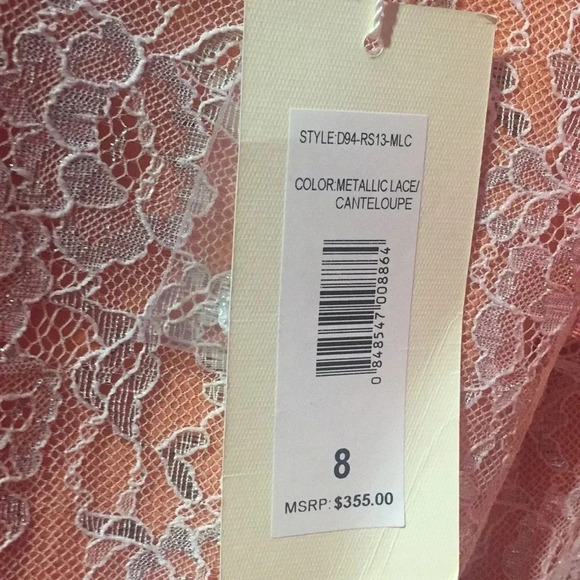 STYLE:D94-RS13-MLC
COLOR:METALLIC LACE/
CANTELOUPE
0 848547 008864
8
MSRP: $355.00